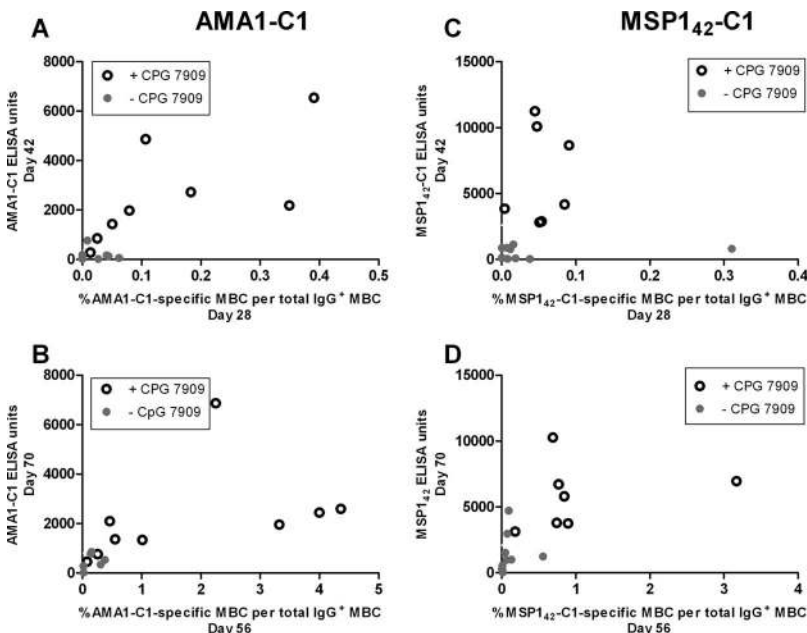 AMA1-C1
MSP1₄₂-C1
A
+ CPG 7909
- CPG 7909
8000
6000
4000
2000
0
AMA1-C1 ELISA units
Day 42
0.0 0.1 0.2 0.3 0.4 0.5
%AMA1-C1-specific MBC per total IgG⁺ MBC
Day 28
C
+ CPG 7909
- CPG 7909
15000
10000
5000
0
MSP1₄₂-C1 ELISA units
Day 42
0.0 0.1 0.2 0.3 0.4
%MSP1₄₂-C1-specific MBC per total IgG⁺ MBC
Day 28
B
+ CPG 7909
- CpG 7909
8000
6000
4000
2000
0
AMA1-C1 ELISA units
Day 70
0 1 2 3 4 5
%AMA1-C1-specific MBC per total IgG⁺ MBC
Day 56
D
+ CPG 7909
- CPG 7909
15000
10000
5000
0
MSP1₄₂ ELISA units
Day 70
0 1 2 3 4
%MSP1₄₂-C1-specific MBC per total IgG⁺ MBC
Day 56